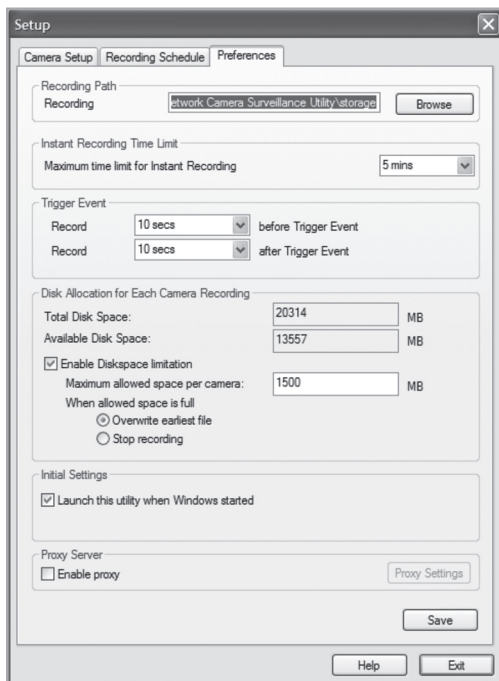 Setup
Camera Setup Recording Schedule Preferences
Recording Path
Recording etwork Camera Surveillance Utility\storage Browse
Instant Recording Time Limit
Maximum time limit for Instant Recording 5 mins
Trigger Event
Record 10 secs before Trigger Event
Record 10 secs after Trigger Event
Disk Allocation for Each Camera Recording
Total Disk Space: 20314 MB
Available Disk Space: 13557 MB
Enable Diskspace limitation
Maximum allowed space per camera: 1500 MB
When allowed space is full
Overwrite earliest file
Stop recording
Initial Settings
Launch this utility when Windows started
Proxy Server
Enable proxy Proxy Settings
Save
Help Exit